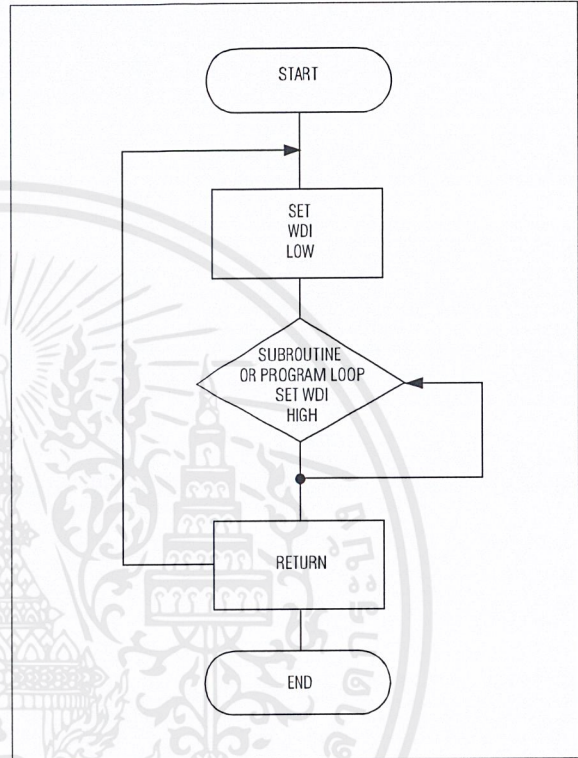 START
SET
WDI
LOW
SUBROUTINE
OR PROGRAM LOOP
SET WDI
HIGH
RETURN
END